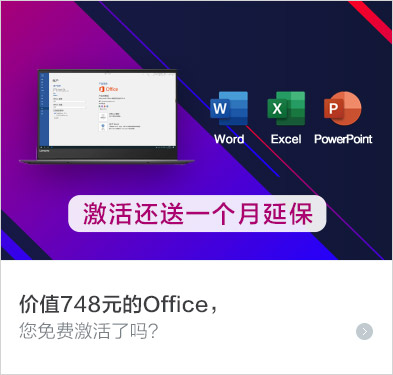 Office
Word
Excel
PowerPoint
激活还送一个月延保
价值748元的Office，
您免费激活了吗？